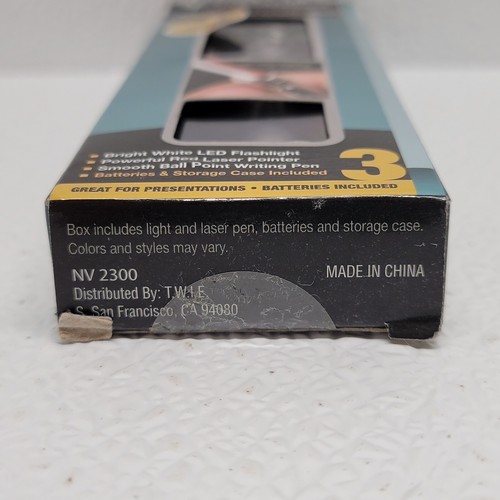 Bright White LED Flashlight
Powerful Red Laser Pointer
Smooth Ball Point Writing Pen
Batteries & Storage Case Included
3
GREAT FOR PRESENTATIONS • BATTERIES INCLUDED
Box includes light and laser pen, batteries and storage case.
Colors and styles may vary.
NV 2300
MADE IN CHINA
Distributed By: T.W.I.E.
S. San Francisco, CA 94080